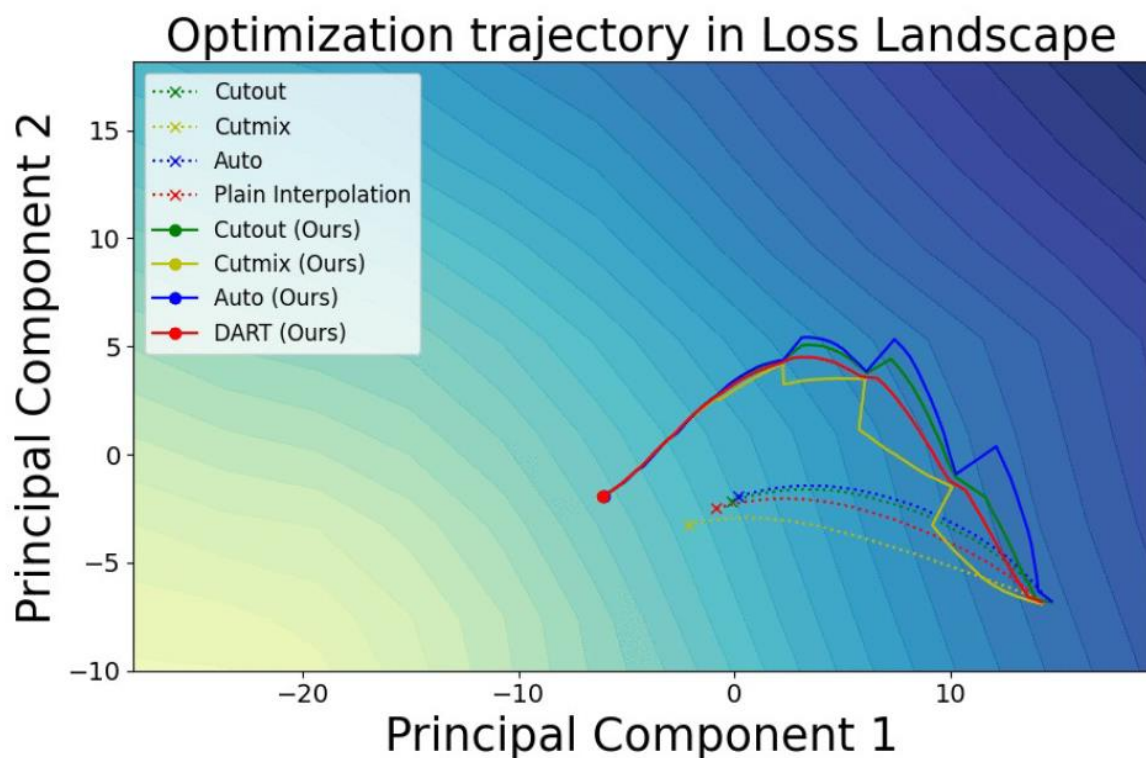 Optimization trajectory in Loss Landscape
Cutout
Cutmix
Auto
Plain Interpolation
Cutout (Ours)
Cutmix (Ours)
Auto (Ours)
DART (Ours)
Principal Component 2
15
10
5
0
−5
−10
−20
−10
0
10
Principal Component 1